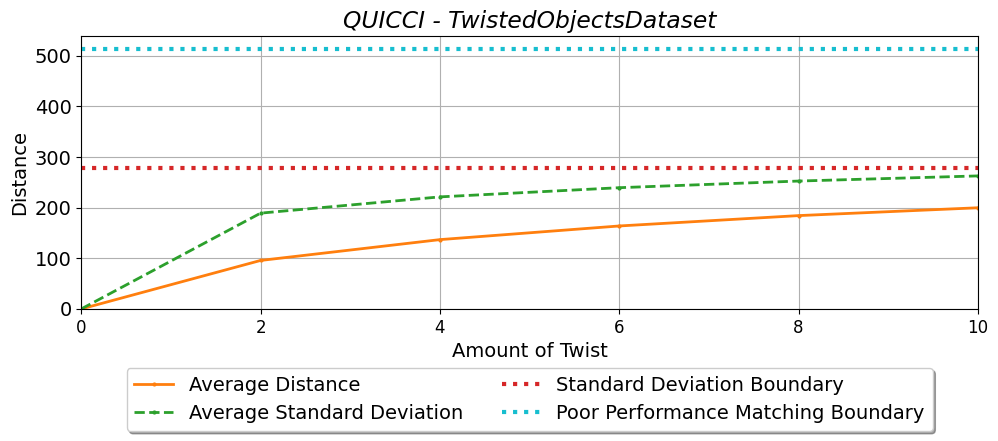 QUICCI - TwistedObjectsDataset
500
400
300
200
100
0
Distance
0 2 4 6 8 10
Amount of Twist
Average Distance
Average Standard Deviation
Standard Deviation Boundary
Poor Performance Matching Boundary